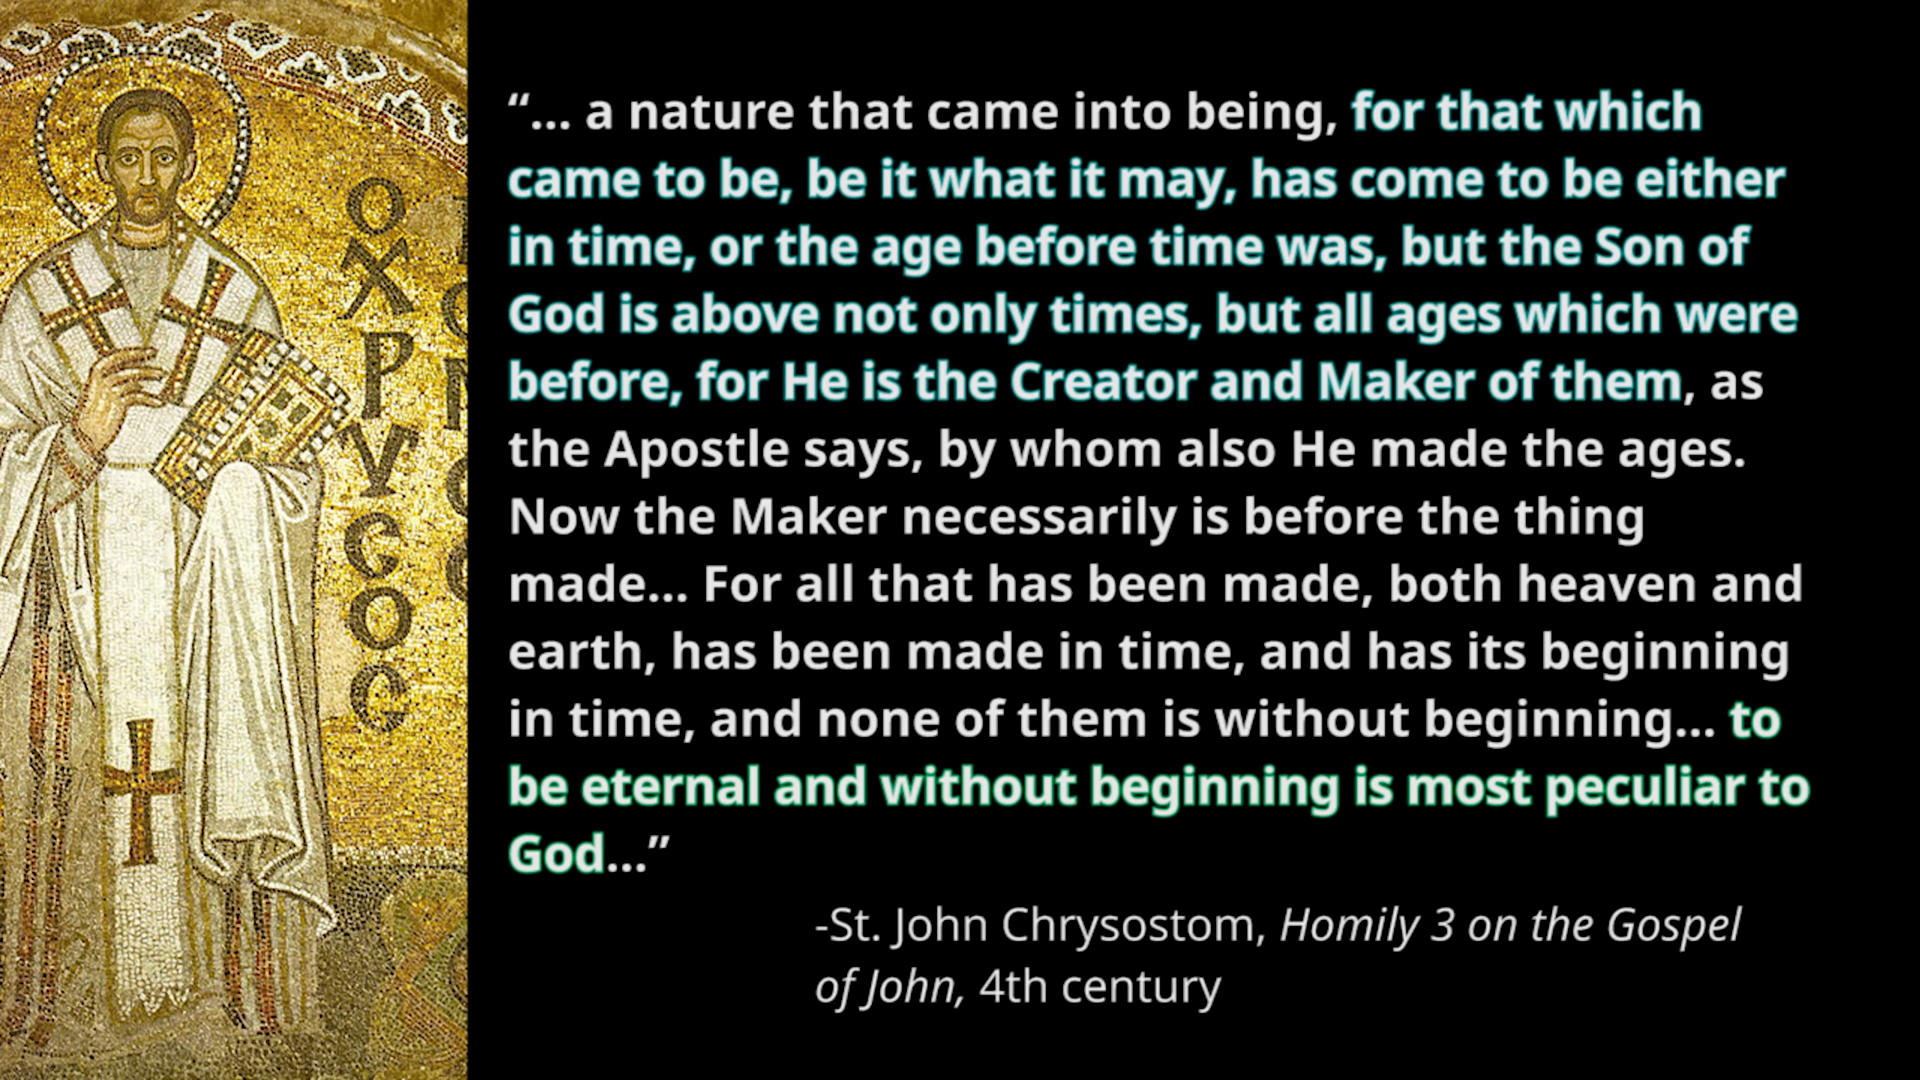 “... a nature that came into being, for that which
came to be, be it what it may, has come to be either
in time, or the age before time was, but the Son of
God is above not only times, but all ages which were
before, for He is the Creator and Maker of them, as
the Apostle says, by whom also He made the ages.
Now the Maker necessarily is before the thing
made... For all that has been made, both heaven and
earth, has been made in time, and has its beginning
in time, and none of them is without beginning... to
be eternal and without beginning is most peculiar to
God...”
-St. John Chrysostom, Homily 3 on the Gospel
of John, 4th century
Ο
Χ
Ρ
Υ
C
Ο
C